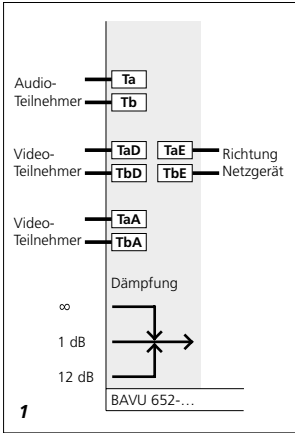 Audio-
Teilnehmer
Ta
Tb
Video-
Teilnehmer
TaD
TaE
TbD
TbE
Richtung
Netzgerät
Video-
Teilnehmer
TaA
TbA
Dämpfung
∞
1 dB
12 dB
BAVU 652-...
1